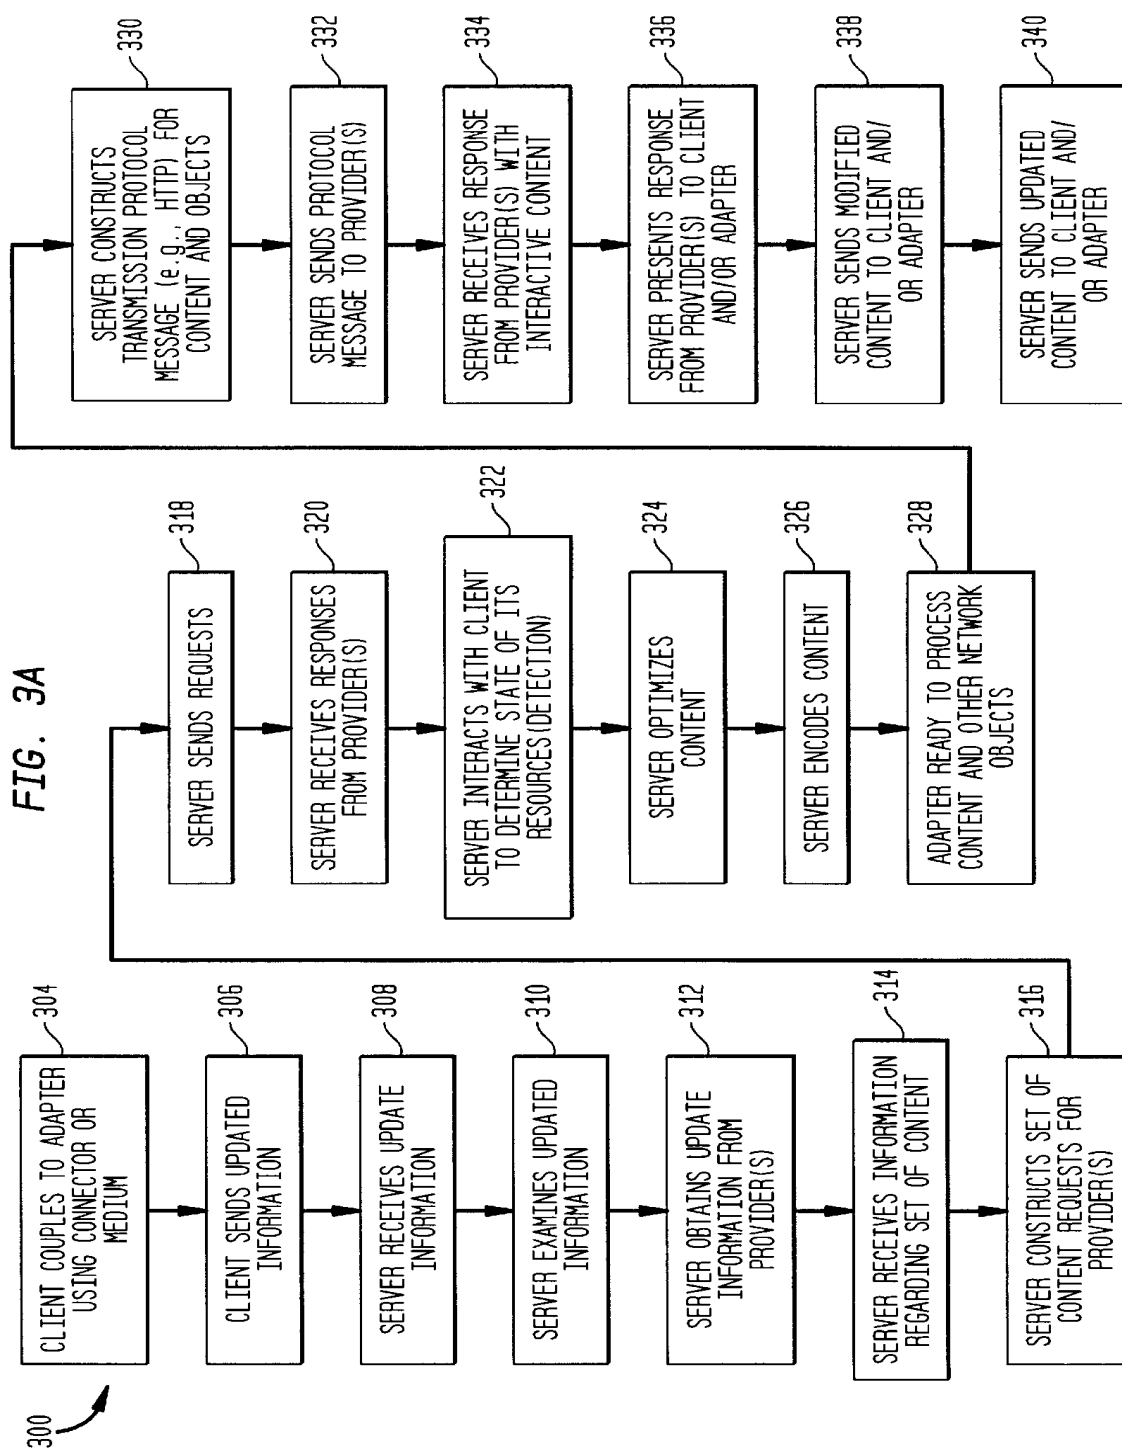 FIG. 3A
300
304
CLIENT COUPLES TO ADAPTER
USING CONNECTOR OR
MEDIUM
306
CLIENT SENDS UPDATED
INFORMATION
308
SERVER RECEIVES UPDATE
INFORMATION
310
SERVER EXAMINES UPDATED
INFORMATION
312
SERVER OBTAINS UPDATE
INFORMATION FROM
PROVIDER(S)
314
SERVER RECEIVES INFORMATION
REGARDING SET OF CONTENT
316
SERVER CONSTRUCTS SET OF
CONTENT REQUESTS FOR
PROVIDER(S)
318
SERVER SENDS REQUESTS
320
SERVER RECEIVES RESPONSES
FROM PROVIDER(S)
322
SERVER INTERACTS WITH CLIENT
TO DETERMINE STATE OF ITS
RESOURCES(DETECTION)
324
SERVER OPTIMIZES
CONTENT
326
SERVER ENCODES CONTENT
328
ADAPTER READY TO PROCESS
CONTENT AND OTHER NETWORK
OBJECTS
330
SERVER CONSTRUCTS
TRANSMISSION PROTOCOL
MESSAGE (e.g., HTTP) FOR
CONTENT AND OBJECTS
332
SERVER SENDS PROTOCOL
MESSAGE TO PROVIDER(S)
334
SERVER RECEIVES RESPONSE
FROM PROVIDER(S) WITH
INTERACTIVE CONTENT
336
SERVER PRESENTS RESPONSE
FROM PROVIDER(S) TO CLIENT
AND/OR ADAPTER
338
SERVER SENDS MODIFIED
CONTENT TO CLIENT AND/
OR ADAPTER
340
SERVER SENDS UPDATED
CONTENT TO CLIENT AND/
OR ADAPTER